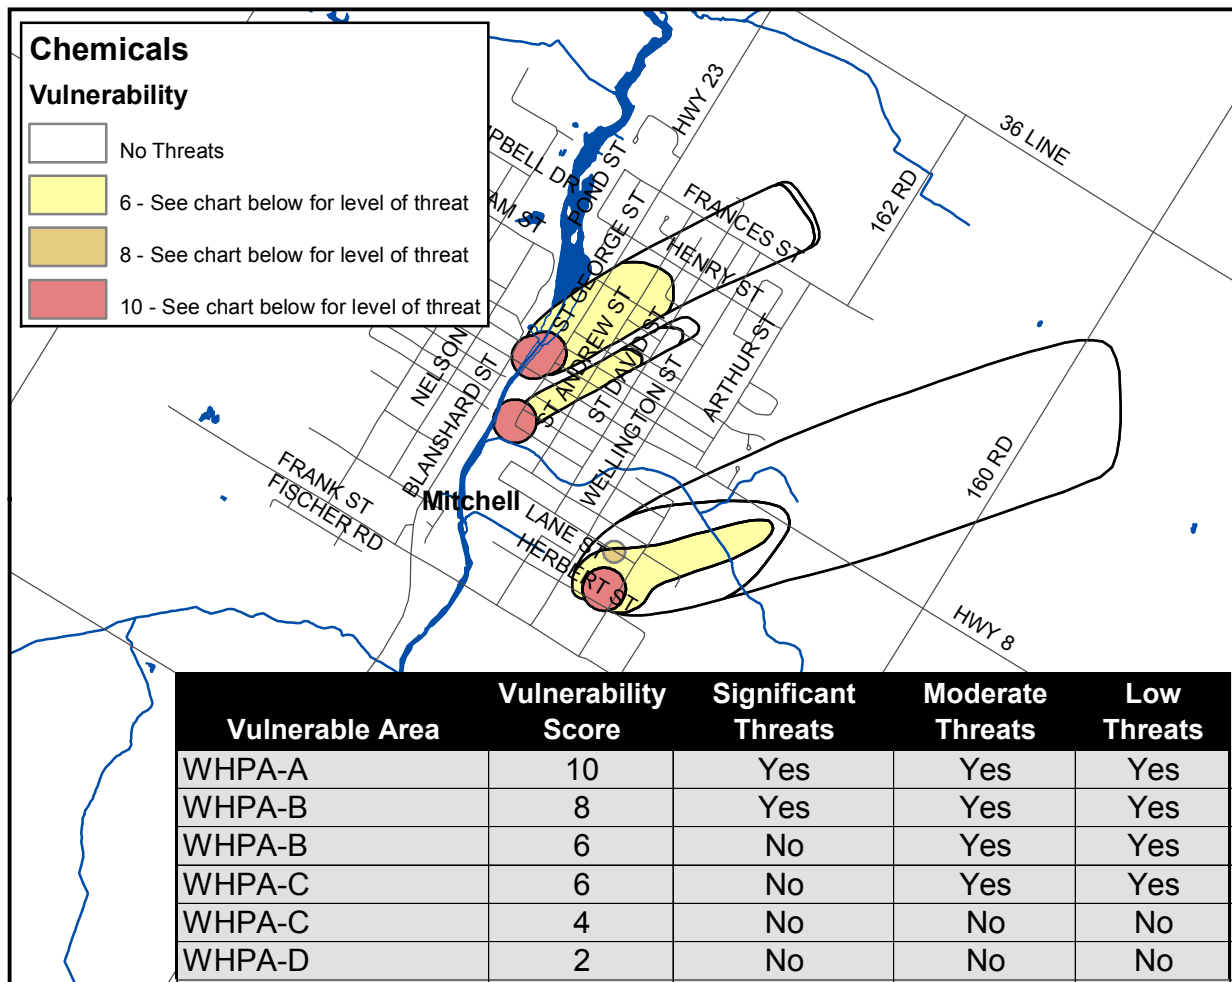 Chemicals
Vulnerability
No Threats
6 - See chart below for level of threat
8 - See chart below for level of threat
10 - See chart below for level of threat
HWY 23
36 LINE
162 RD
POND ST
FRANCES ST
HENRY ST
ST GEORGE ST
ST ANDREW ST
ST DAVID ST
WELLINGTON ST
ARTHUR ST
NELSON
BLANSHARD ST
FRANK ST
FISCHER RD
Mitchell
LANE ST
HERBERT ST
160 RD
HWY 8
Vulnerable Area Vulnerability Score Significant Threats Moderate Threats Low Threats
WHPA-A 10 Yes Yes Yes
WHPA-B 8 Yes Yes Yes
WHPA-B 6 No Yes Yes
WHPA-C 6 No Yes Yes
WHPA-C 4 No No No
WHPA-D 2 No No No